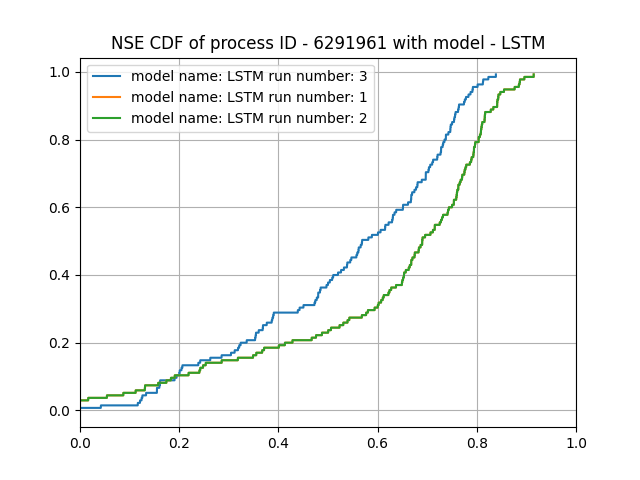 NSE CDF of process ID - 6291961 with model - LSTM
model name: LSTM run number: 3
model name: LSTM run number: 1
model name: LSTM run number: 2
1.0
0.8
0.6
0.4
0.2
0.0
0.0 0.2 0.4 0.6 0.8 1.0